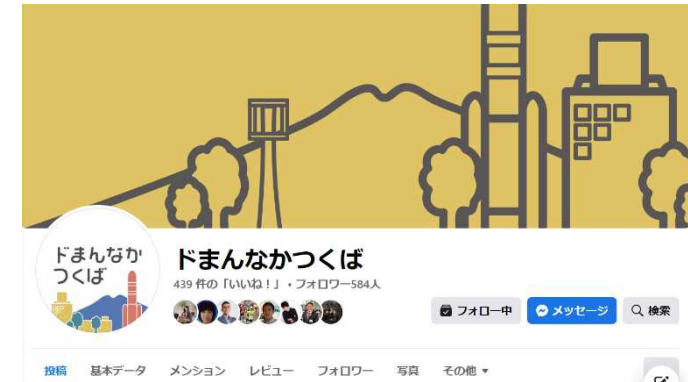 ドまんなか
つくば
ドまんなかつくば
439 件の「いいね！」・フォロワー584人
フォロー中
メッセージ
検索
投稿 基本データ メンション レビュー フォロワー 写真 その他